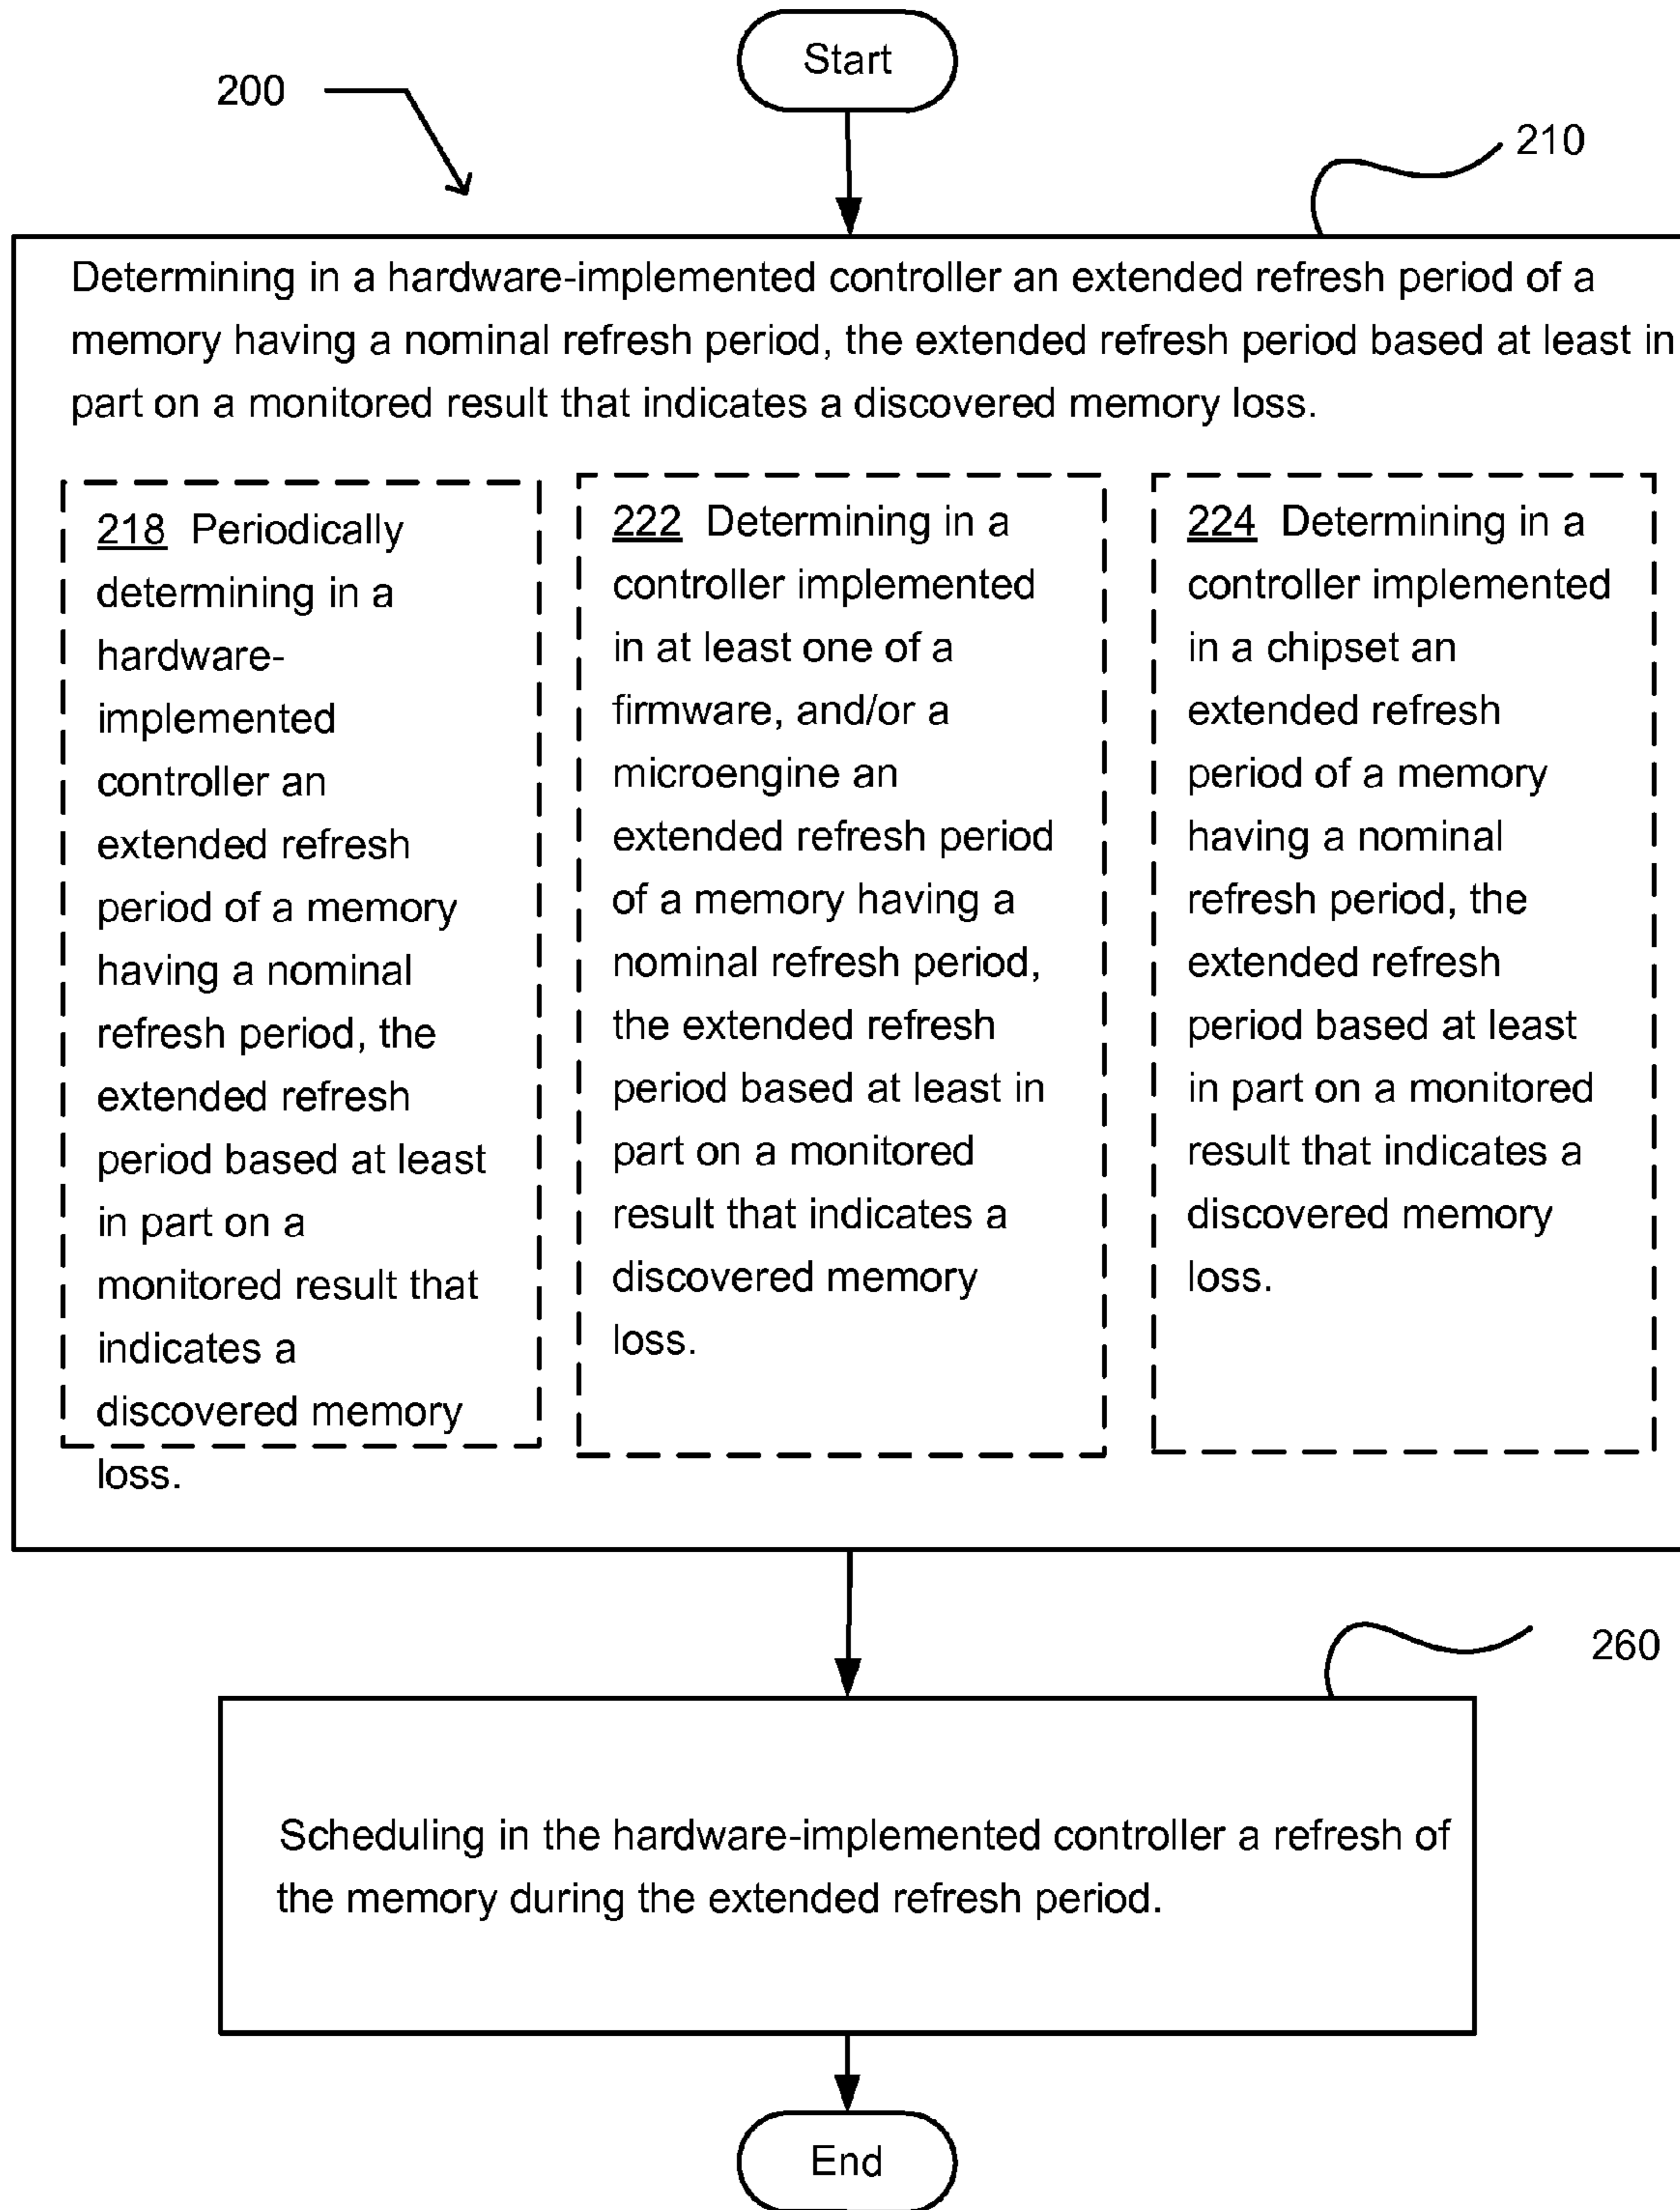 Start
200
210
Determining in a hardware-implemented controller an extended refresh period of a
memory having a nominal refresh period, the extended refresh period based at least in
part on a monitored result that indicates a discovered memory loss.
218 Periodically
determining in a
hardware-
implemented
controller an
extended refresh
period of a memory
having a nominal
refresh period, the
extended refresh
period based at least
in part on a
monitored result that
indicates a
discovered memory
loss.
222 Determining in a
controller implemented
in at least one of a
firmware, and/or a
microengine an
extended refresh period
of a memory having a
nominal refresh period,
the extended refresh
period based at least in
part on a monitored
result that indicates a
discovered memory
loss.
224 Determining in a
controller implemented
in a chipset an
extended refresh
period of a memory
having a nominal
refresh period, the
extended refresh
period based at least
in part on a monitored
result that indicates a
discovered memory
loss.
260
Scheduling in the hardware-implemented controller a refresh of
the memory during the extended refresh period.
End